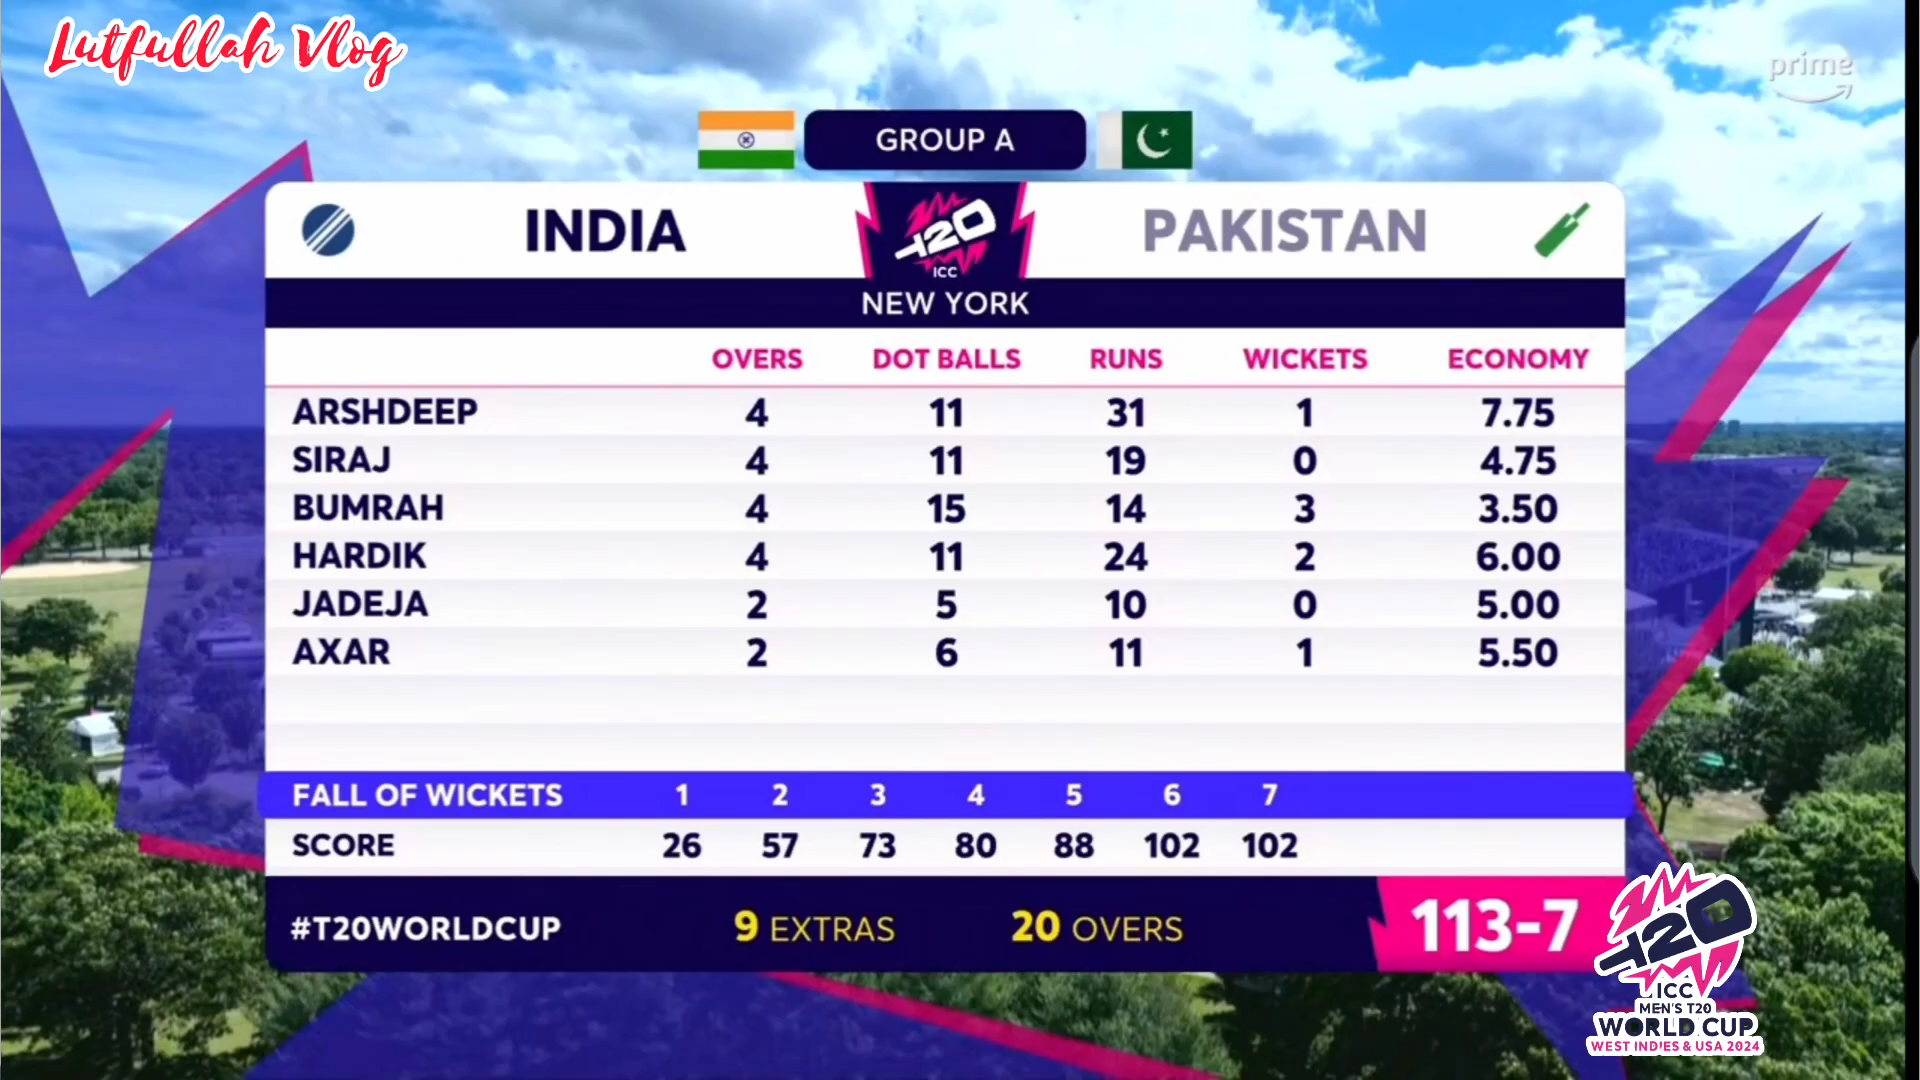 Lutfullah Vlog
prime
GROUP A
INDIA
T20
ICC
PAKISTAN
NEW YORK
OVERS DOT BALLS RUNS WICKETS ECONOMY
ARSHDEEP 4 11 31 1 7.75
SIRAJ 4 11 19 0 4.75
BUMRAH 4 15 14 3 3.50
HARDIK 4 11 24 2 6.00
JADEJA 2 5 10 0 5.00
AXAR 2 6 11 1 5.50
FALL OF WICKETS 1 2 3 4 5 6 7
SCORE 26 57 73 80 88 102 102
#T20WORLDCUP 9 EXTRAS 20 OVERS 113-7
T20
ICC
MEN'S T20
WORLD CUP
WEST INDIES & USA 2024